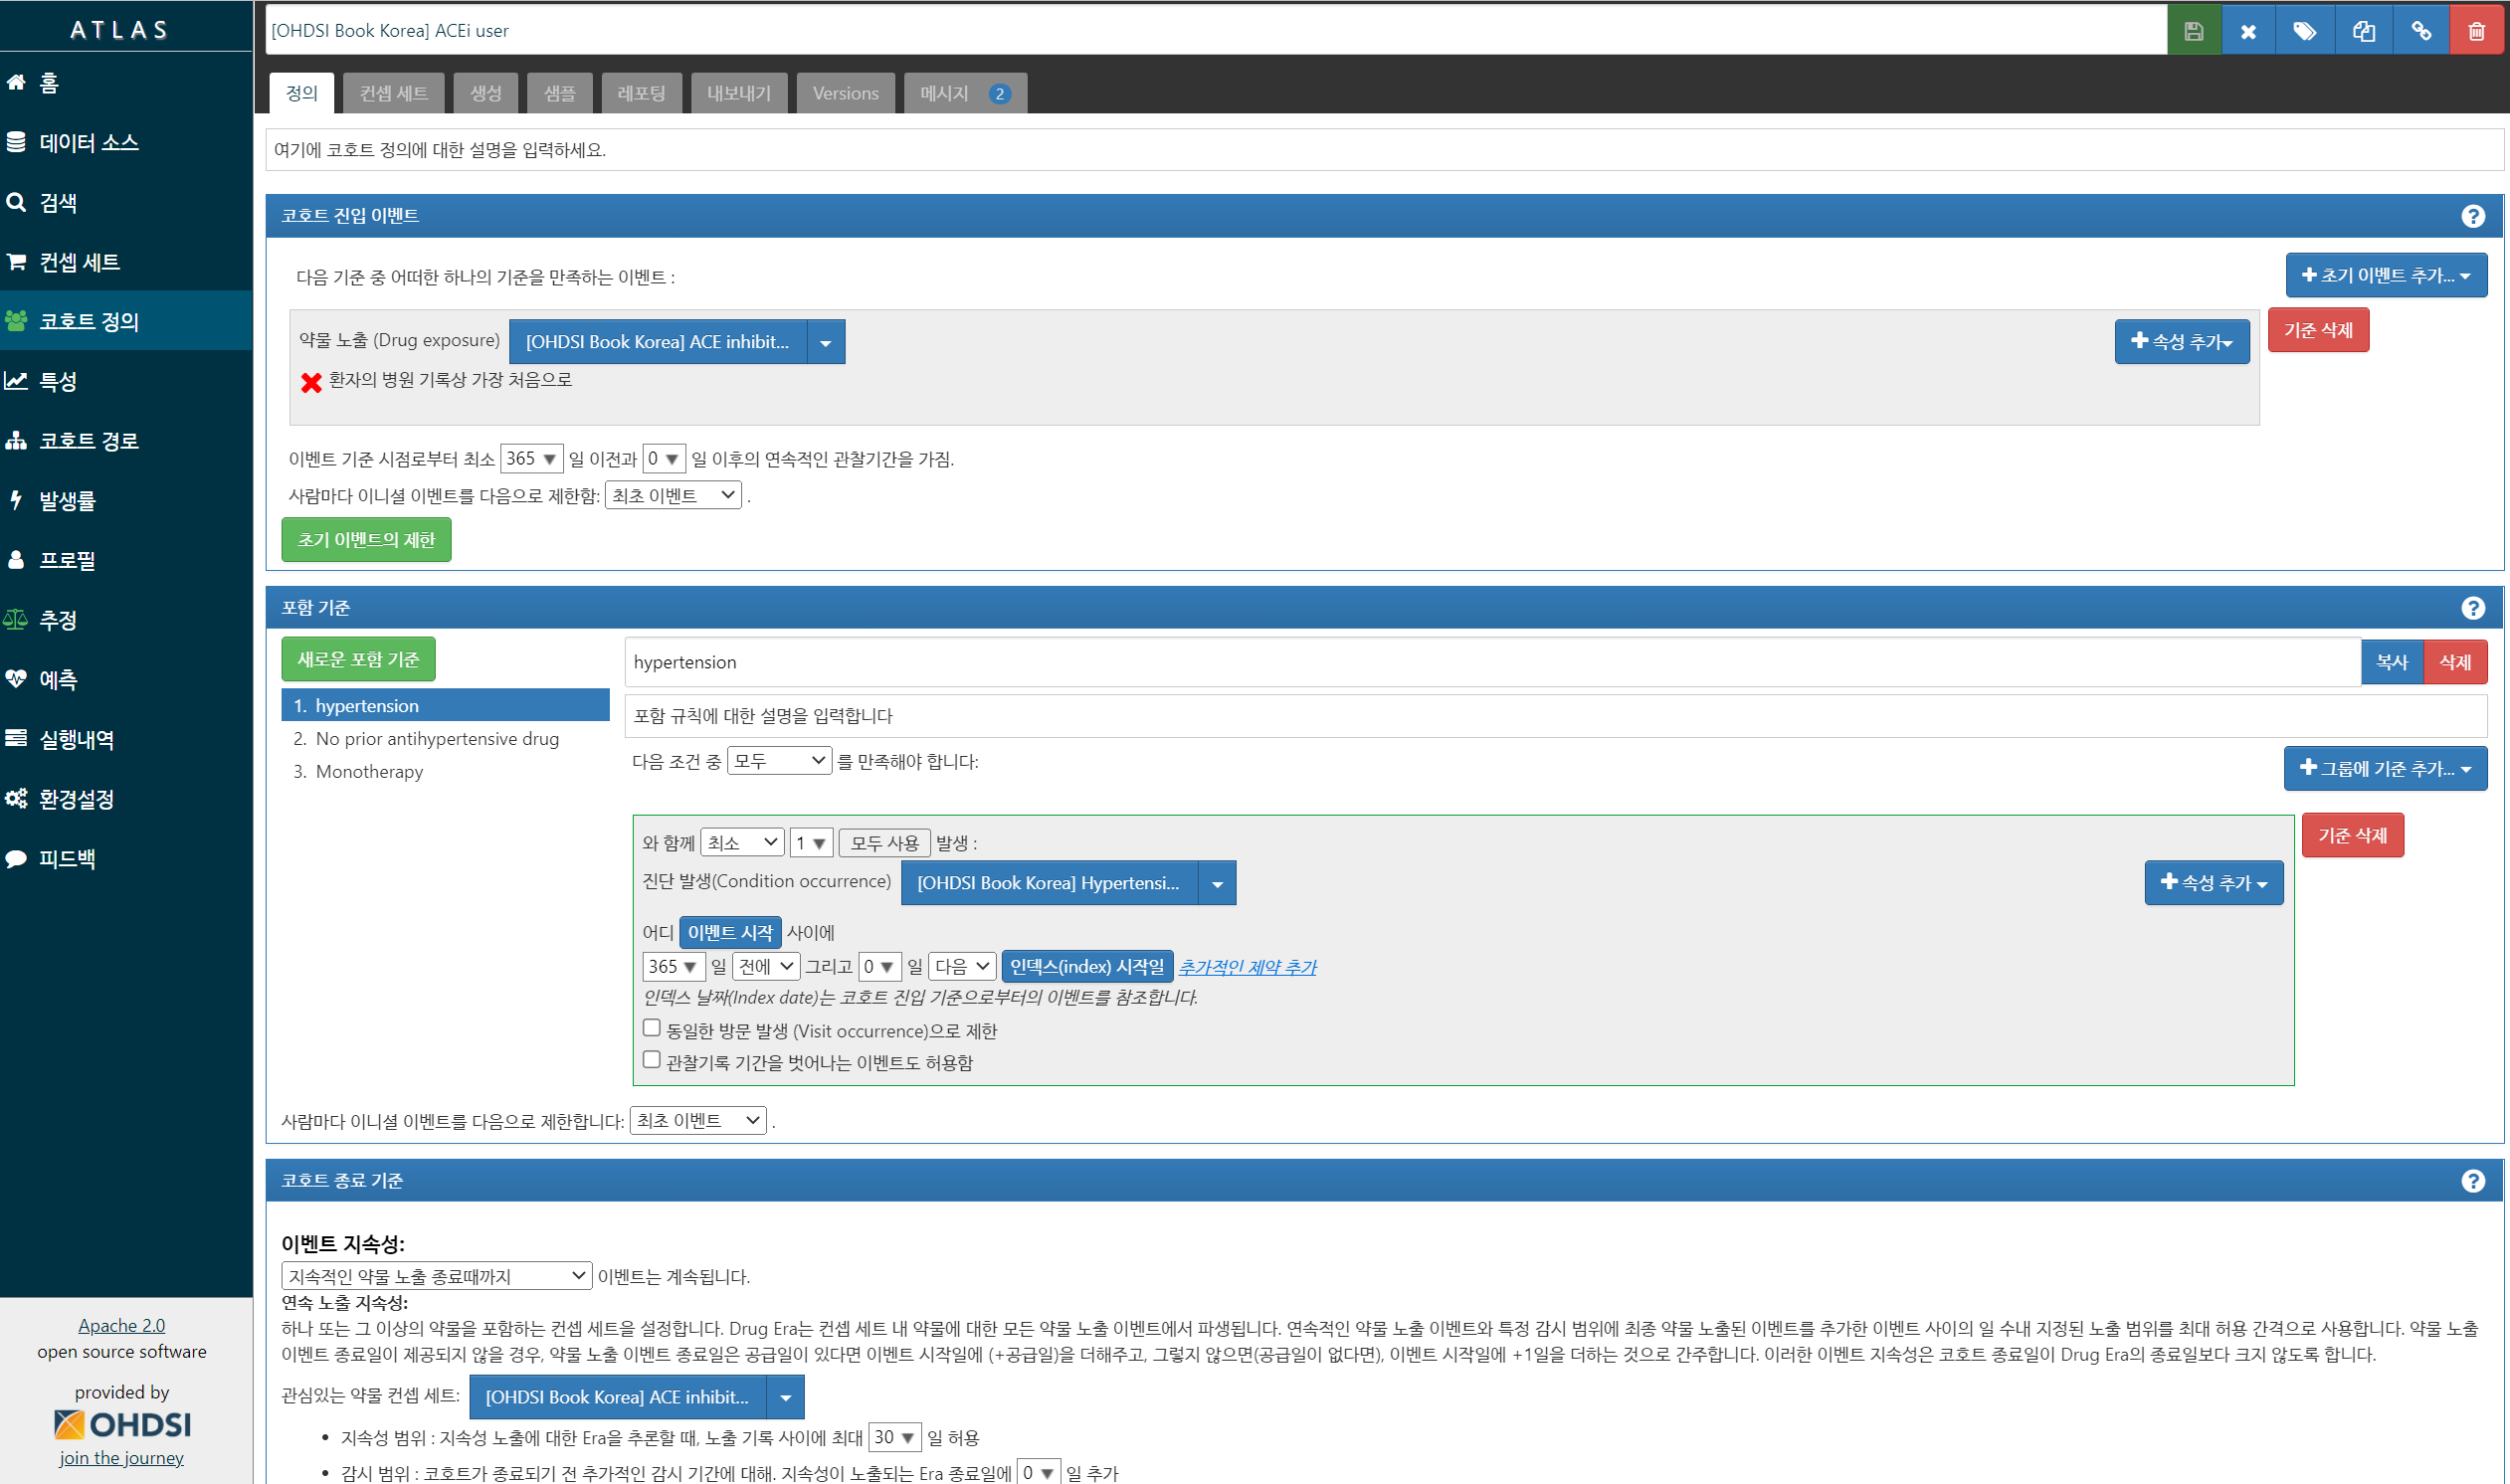 ATLAS
홈
데이터 소스
검색
컨셉 세트
코호트 정의
특성
코호트 경로
발생률
프로필
추정
예측
실행내역
환경설정
피드백
Apache 2.0
open source software
provided by
OHDSI
join the journey
[OHDSI Book Korea] ACEi user
정의 컨셉 세트 생성 샘플 레포팅 내보내기 Versions 메시지 2
여기에 코호트 정의에 대한 설명을 입력하세요.
코호트 진입 이벤트 ?
다음 기준 중 어떠한 하나의 기준을 만족하는 이벤트 : + 초기 이벤트 추가...
약물 노출 (Drug exposure) [OHDSI Book Korea] ACE inhibit... + 속성 추가 기준 삭제
환자의 병원 기록상 가장 처음으로
이벤트 기준 시점로부터 최소 365 ▼ 일 이전과 0 ▼ 일 이후의 연속적인 관찰기간을 가짐.
사람마다 이니셜 이벤트를 다음으로 제한함: 최초 이벤트 .
초기 이벤트의 제한
포함 기준 ?
새로운 포함 기준
1. hypertension
2. No prior antihypertensive drug
3. Monotherapy
hypertension 복사 삭제
포함 규칙에 대한 설명을 입력합니다
다음 조건 중 모두 를 만족해야 합니다: + 그룹에 기준 추가...
와 함께 최소 1 ▼ 모두 사용 발생 : 기준 삭제
진단 발생(Condition occurrence) [OHDSI Book Korea] Hypertensi... + 속성 추가
어디 이벤트 시작 사이에
365 ▼ 일 전에 그리고 0 ▼ 일 다음 인덱스(index) 시작일 추가적인 제약 추가
인덱스 날짜(Index date)는 코호트 진입 기준으로부터의 이벤트를 참조합니다.
동일한 방문 발생 (Visit occurrence)으로 제한
관찰기록 기간을 벗어나는 이벤트도 허용함
사람마다 이니셜 이벤트를 다음으로 제한합니다: 최초 이벤트 .
코호트 종료 기준 ?
이벤트 지속성:
지속적인 약물 노출 종료때까지 이벤트는 계속됩니다.
연속 노출 지속성:
하나 또는 그 이상의 약물을 포함하는 컨셉 세트을 설정합니다. Drug Era는 컨셉 세트 내 약물에 대한 모든 약물 노출 이벤트에서 파생됩니다. 연속적인 약물 노출 이벤트와 특정 감시 범위에 최종 약물 노출된 이벤트를 추가한 이벤트 사이의 일 수내 지정된 노출 범위를 최대 허용 간격으로 사용합니다. 약물 노출
이벤트 종료일이 제공되지 않을 경우, 약물 노출 이벤트 종료일은 공급일이 있다면 이벤트 시작일에 (+공급일)을 더해주고, 그렇지 않으면(공급일이 없다면), 이벤트 시작일에 +1일을 더하는 것으로 간주합니다. 이러한 이벤트 지속성은 코호트 종료일이 Drug Era의 종료일보다 크지 않도록 합니다.
관심있는 약물 컨셉 세트: [OHDSI Book Korea] ACE inhibit...
• 지속성 범위 : 지속성 노출에 대한 Era을 추론할 때, 노출 기록 사이에 최대 30 ▼ 일 허용
• 감시 범위 : 코호트가 종료되기 전 추가적인 감시 기간에 대해. 지속성이 노출되는 Era 종료일에 0 ▼ 일 추가